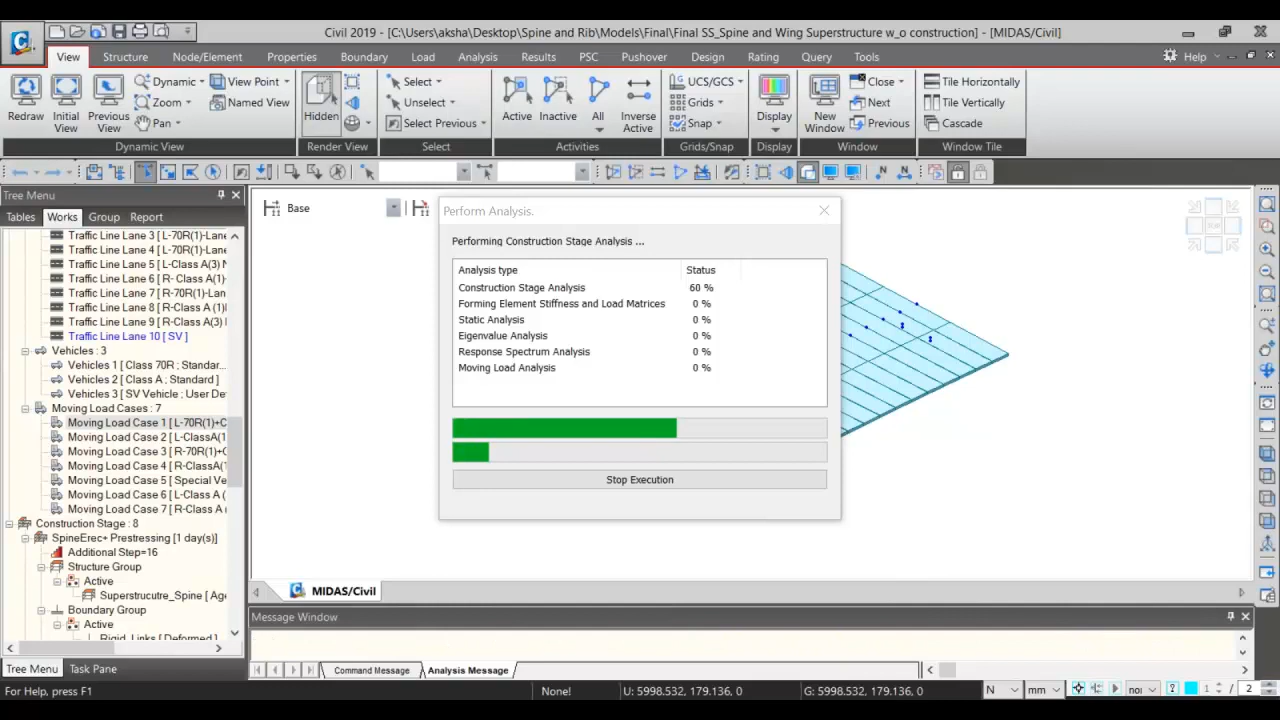 Civil 2019 - [C:\Users\aksha\Desktop\Spine and Rib\Models\Final\Final SS_Spine and Wing Superstructure w_o construction] - [MIDAS/Civil]
View Structure Node/Element Properties Boundary Load Analysis Results PSC Pushover Design Rating Query Tools Help
Redraw
Initial View
Previous View
Dynamic
Zoom
Pan
View Point
Named View
Hidden
Select
Unselect
Select Previous
Active
Inactive
All
Inverse Active
UCS/GCS
Grids
Snap
Display
New Window
Close
Next
Previous
Tile Horizontally
Tile Vertically
Cascade
Dynamic View Render View Select Activities Grids/Snap Display Window Window Tile
Tree Menu
Tables Works Group Report
Traffic Line Lane 3 [ L-70R(1)-Lane
Traffic Line Lane 4 [ L-70R(1)-Lane
Traffic Line Lane 5 [ L-Class A(3) N
Traffic Line Lane 6 [ R- Class A(1)-
Traffic Line Lane 7 [ R-70R(1)-Lan
Traffic Line Lane 8 [ R-Class A (1)
Traffic Line Lane 9 [ R-Class A(3)
Traffic Line Lane 10 [ SV ]
Vehicles : 3
Vehicles 1 [ Class 70R ; Standar
Vehicles 2 [ Class A ; Standard ]
Vehicles 3 [ SV Vehicle ; User De
Moving Load Cases : 7
Moving Load Case 1 [ L-70R(1)+C
Moving Load Case 2 [ L-ClassA(1
Moving Load Case 3 [ R-70R(1)+C
Moving Load Case 4 [ R-ClassA(1
Moving Load Case 5 [ Special Ve
Moving Load Case 6 [ L-Class A (
Moving Load Case 7 [ R-Class A (
Construction Stage : 8
SpineErec+ Prestressing [1 day(s)]
Additional Step=16
Structure Group
Active
Superstrucutre_Spine [ Age
Boundary Group
Active
Rigid_Links [ Deformed ]
Tree Menu Task Pane
Base
Perform Analysis.
Performing Construction Stage Analysis ...
Analysis type Status
Construction Stage Analysis 60 %
Forming Element Stiffness and Load Matrices 0 %
Static Analysis 0 %
Eigenvalue Analysis 0 %
Response Spectrum Analysis 0 %
Moving Load Analysis 0 %
Stop Execution
MIDAS/Civil
Message Window
Command Message Analysis Message
For Help, press F1 None! U: 5998.532, 179.136, 0 G: 5998.532, 179.136, 0 N mm nor 1 / 2